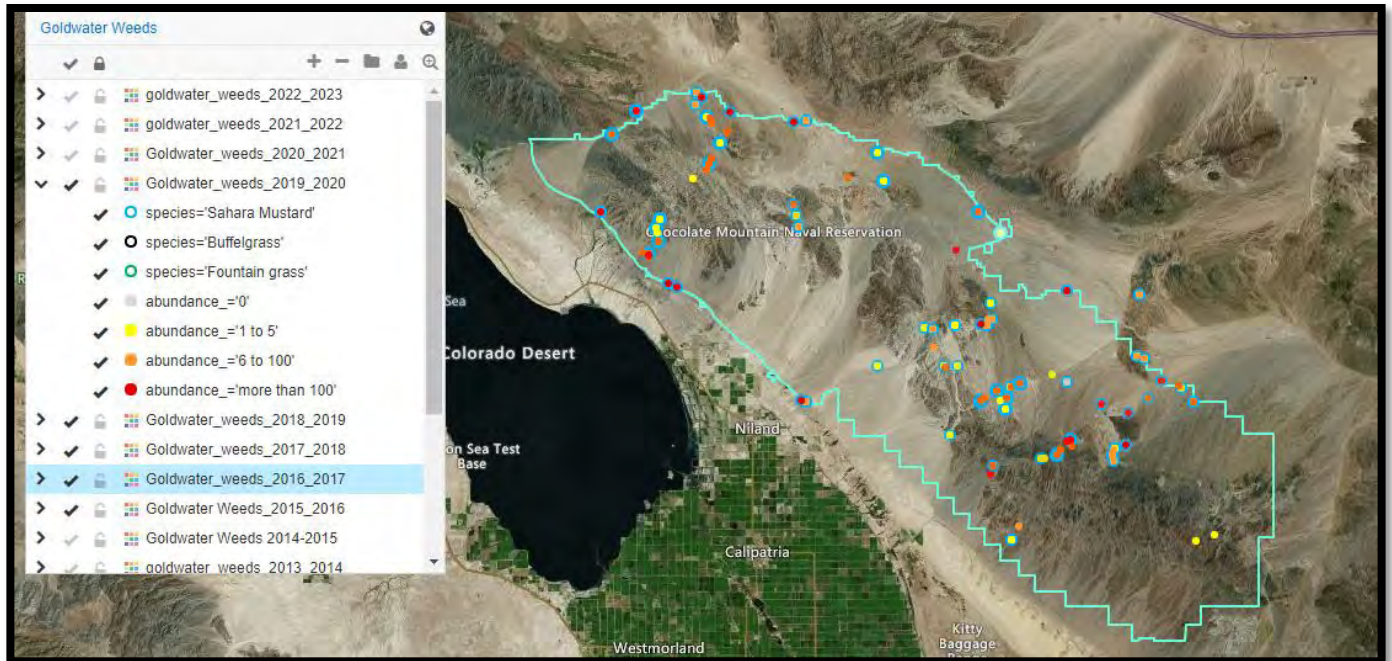 Goldwater Weeds
goldwater_weeds_2022_2023
goldwater_weeds_2021_2022
Goldwater_weeds_2020_2021
Goldwater_weeds_2019_2020
species='Sahara Mustard'
species='Buffelgrass'
species='Fountain grass'
abundance_='0'
abundance_='1 to 5'
abundance_='6 to 100'
abundance_='more than 100'
Goldwater_weeds_2018_2019
Goldwater_weeds_2017_2018
Goldwater_weeds_2016_2017
Goldwater Weeds_2015_2016
Goldwater Weeds 2014-2015
goldwater_weeds_2013_2014
Chocolate Mountain Naval Reservation
Sea
Colorado Desert
Niland
on Sea Test
Base
Calipatria
Westmorland
Kitty
Baggage